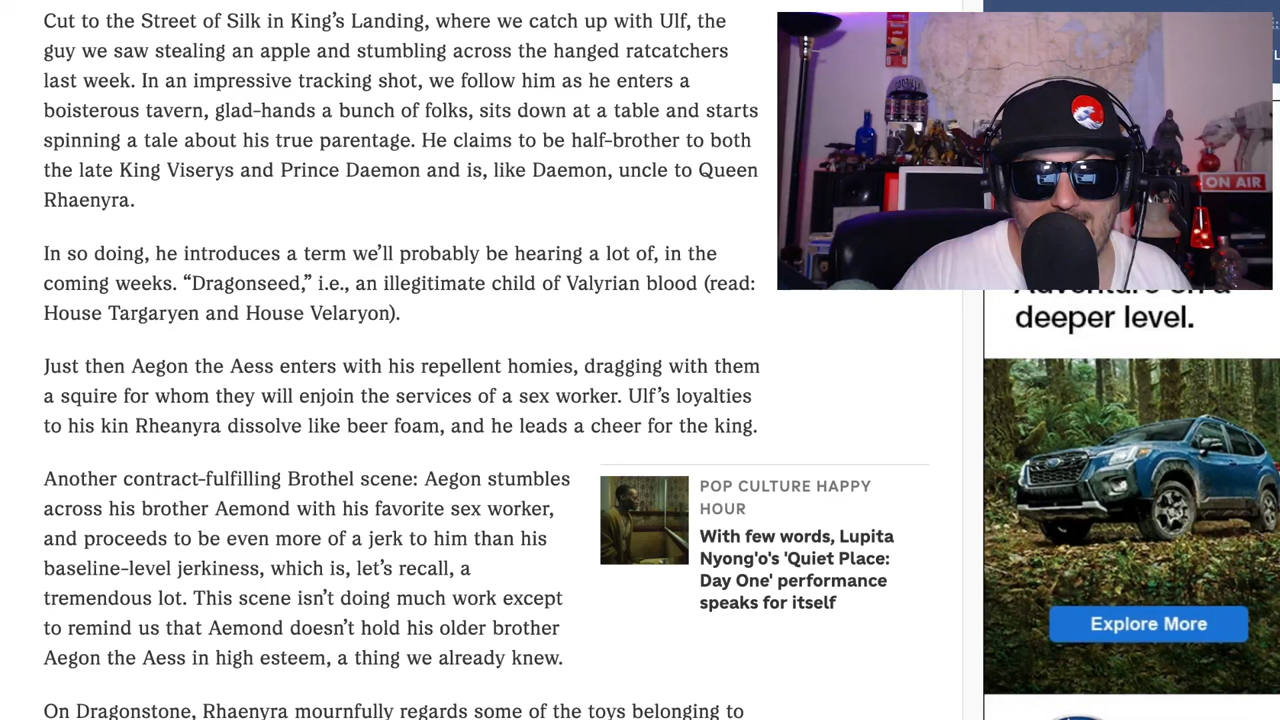 Cut to the Street of Silk in King’s Landing, where we catch up with Ulf, the
guy we saw stealing an apple and stumbling across the hanged ratcatchers
last week. In an impressive tracking shot, we follow him as he enters a
boisterous tavern, glad-hands a bunch of folks, sits down at a table and starts
spinning a tale about his true parentage. He claims to be half-brother to both
the late King Viserys and Prince Daemon and is, like Daemon, uncle to Queen
Rhaenyra.
In so doing, he introduces a term we’ll probably be hearing a lot of, in the
coming weeks. “Dragonseed,” i.e., an illegitimate child of Valyrian blood (read:
House Targaryen and House Velaryon).
Just then Aegon the Aess enters with his repellent homies, dragging with them
a squire for whom they will enjoin the services of a sex worker. Ulf’s loyalties
to his kin Rheanyra dissolve like beer foam, and he leads a cheer for the king.
Another contract-fulfilling Brothel scene: Aegon stumbles
across his brother Aemond with his favorite sex worker,
and proceeds to be even more of a jerk to him than his
baseline-level jerkiness, which is, let’s recall, a
tremendous lot. This scene isn’t doing much work except
to remind us that Aemond doesn’t hold his older brother
Aegon the Aess in high esteem, a thing we already knew.
On Dragonstone, Rhaenyra mournfully regards some of the toys belonging to
POP CULTURE HAPPY
HOUR
With few words, Lupita
Nyong'o's 'Quiet Place:
Day One' performance
speaks for itself
ON AIR
Adventure on a
deeper level.
Explore More